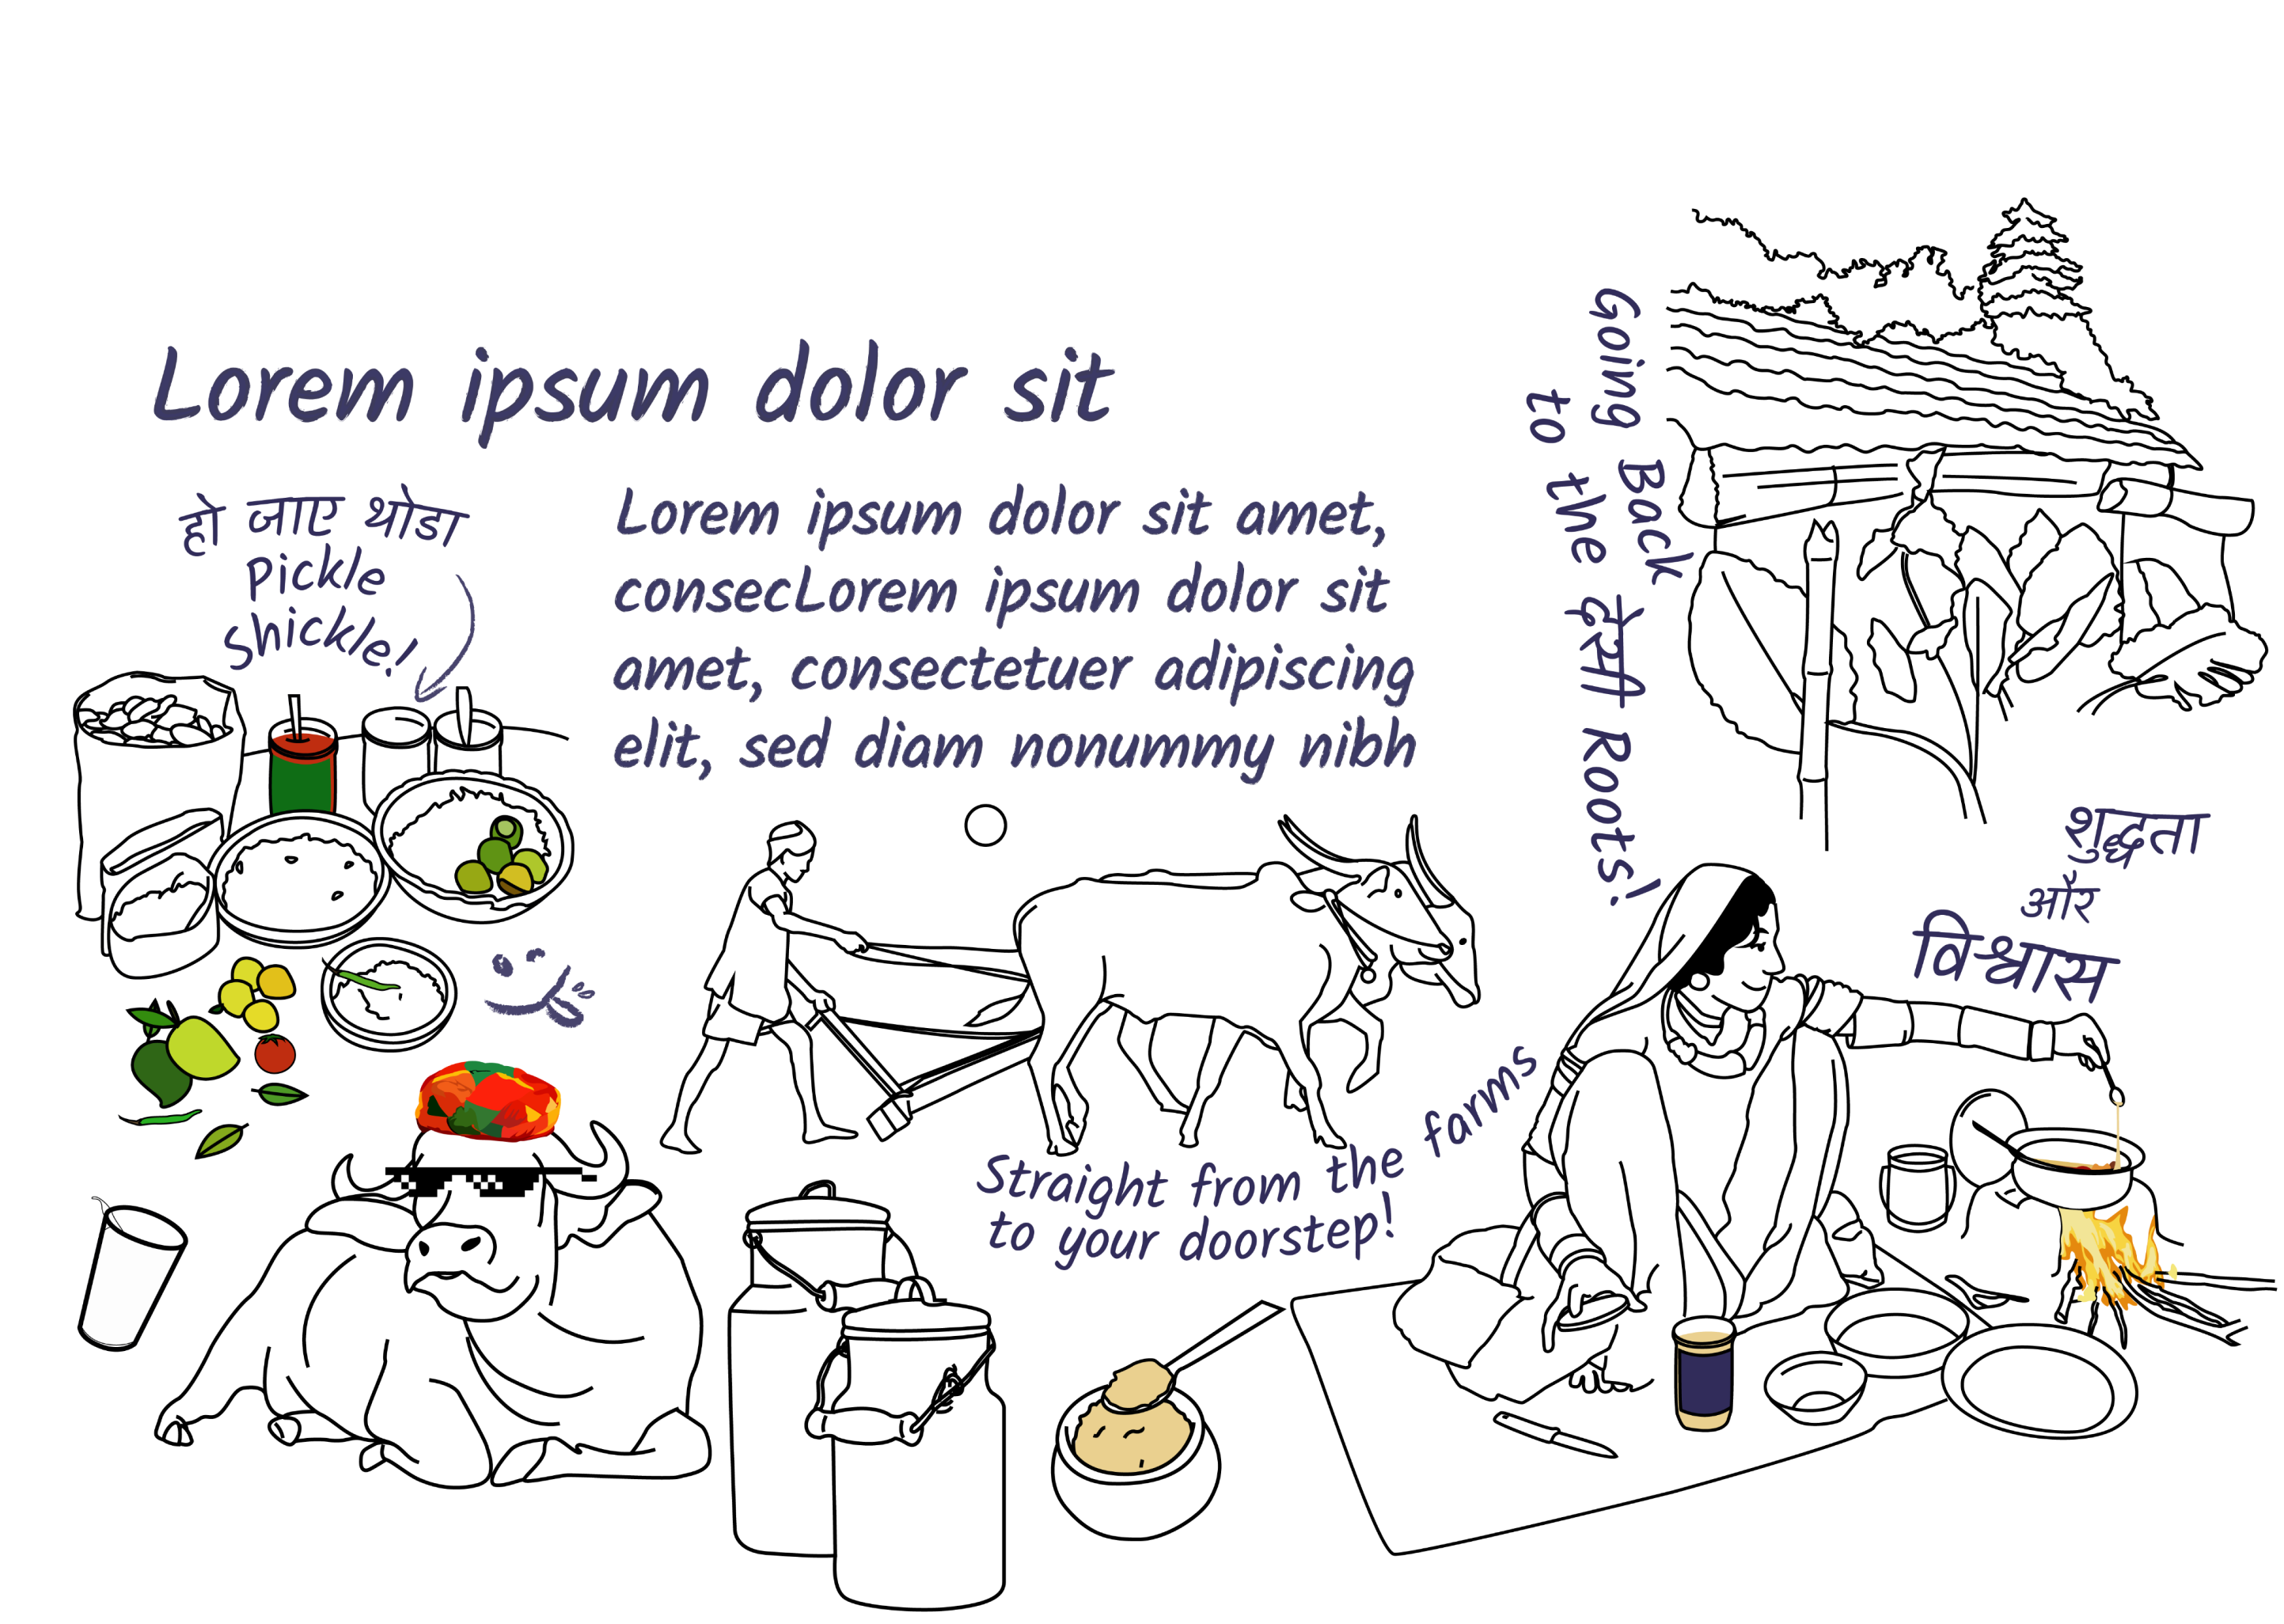 Lorem ipsum dolor sit
हो जाए थोडा
Pickle
Shickle!
Lorem ipsum dolor sit amet,
consecLorem ipsum dolor sit
amet, consectetuer adipiscing
elit, sed diam nonummy nibh
Going Back
to the देसी Roots!
शुद्धता
और
विश्वास
Straight from the farms
to your doorstep!